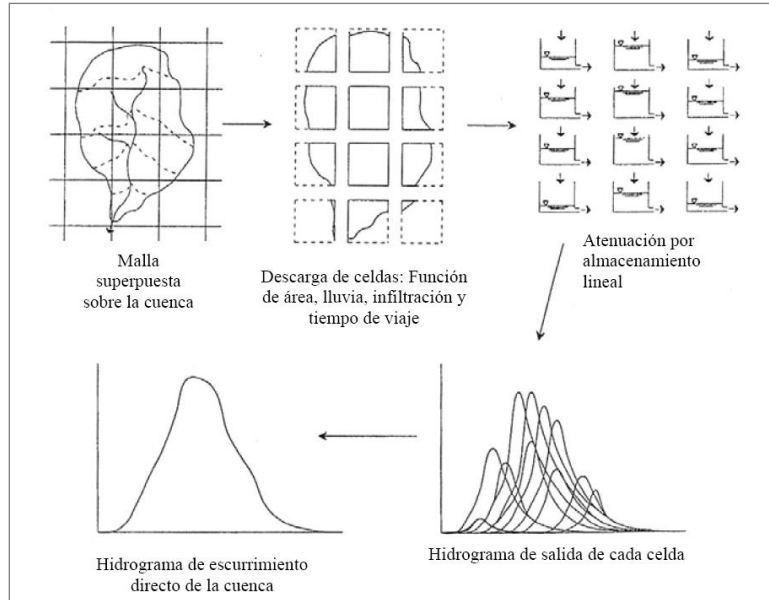 Malla
superpuesta
sobre la cuenca
Descarga de celdas: Función
de área, lluvia, infiltración y
tiempo de viaje
Atenuación por
almacenamiento
lineal
Hidrograma de salida de cada celda
Hidrograma de escurrimiento
directo de la cuenca